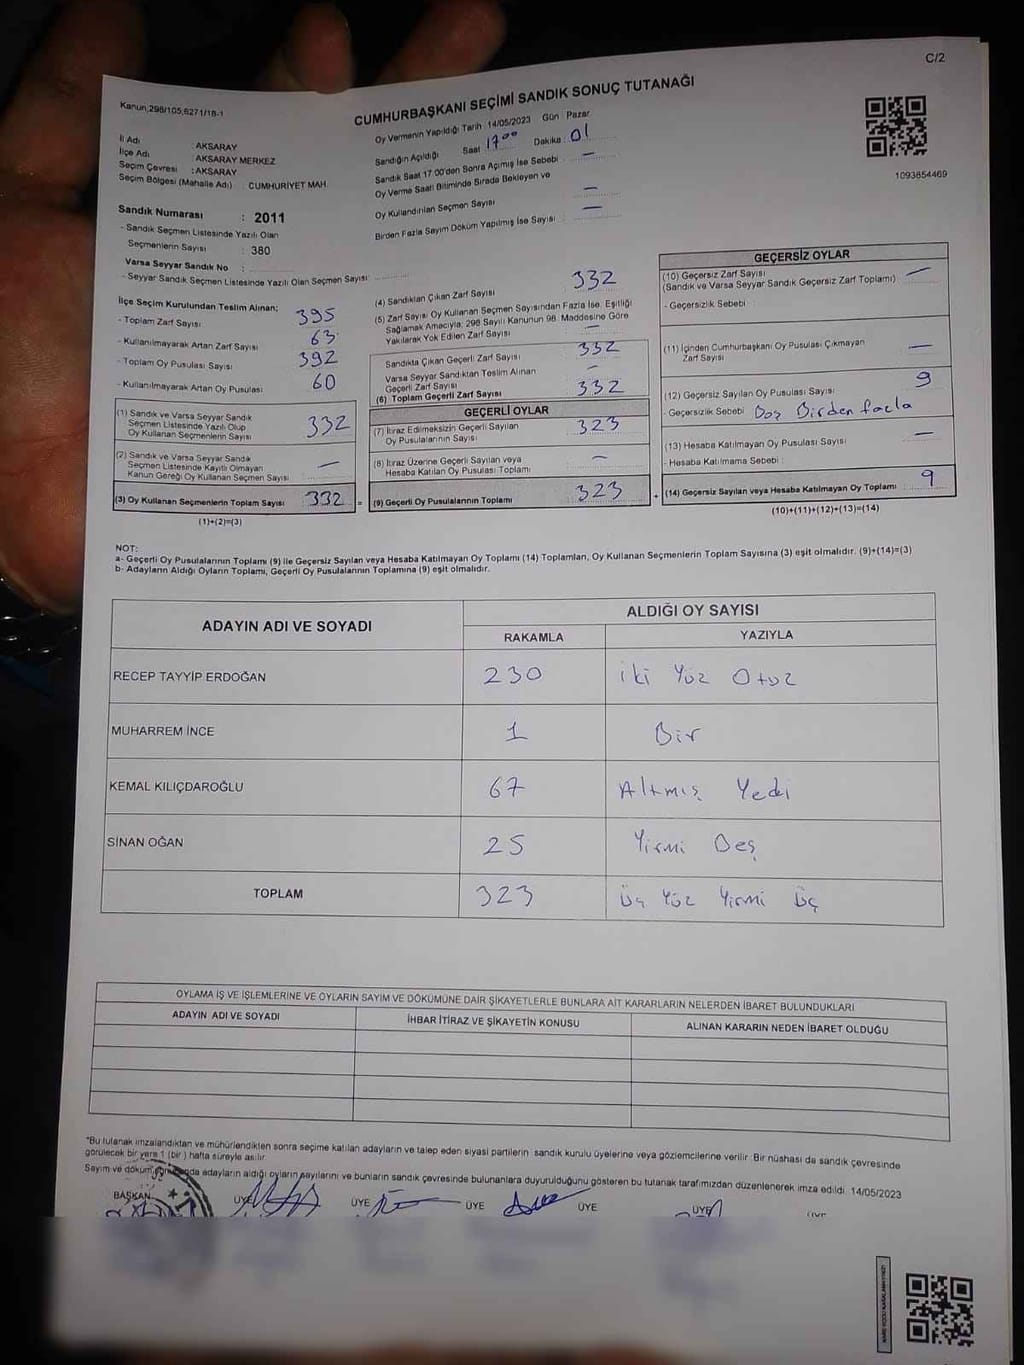 C/2
Kanun,298/105,6271/18-1
CUMHURBAŞKANI SEÇİMİ SANDIK SONUÇ TUTANAĞI
Oy Vermenin Yapıldığı Tarih : 14/05/2023 Gün : Pazar
İl Adı : AKSARAY
İlçe Adı : AKSARAY MERKEZ
Seçim Çevresi : AKSARAY
Seçim Bölgesi (Mahalle Adı) : CUMHURİYET MAH.
Sandığın Açıldığı Saat 17 00 Dakika : 01
Sandık Saat 17.00'den Sonra Açılmış İse Sebebi : —
Oy Verme Saati Bitiminde Sırada Bekleyen ve
Oy Kullandırılan Seçmen Sayısı —
Birden Fazla Sayım Döküm Yapılmış İse Sayısı : —
1093854469
Sandık Numarası : 2011
- Sandık Seçmen Listesinde Yazılı Olan
Seçmenlerin Sayısı : 380
Varsa Seyyar Sandık No :
- Seyyar Sandık Seçmen Listesinde Yazılı Olan Seçmen Sayısı:
İlçe Seçim Kurulundan Teslim Alınan;
- Toplam Zarf Sayısı 395
- Kullanılmayarak Artan Zarf Sayısı 63
- Toplam Oy Pusulası Sayısı 392
- Kullanılmayarak Artan Oy Pusulası 60
(1) Sandık ve Varsa Seyyar Sandık
Seçmen Listesinde Yazılı Olup
Oy Kullanan Seçmenlerin Sayısı 332
(2) Sandık ve Varsa Seyyar Sandık
Seçmen Listesinde Kayıtlı Olmayan
Kanun Gereği Oy Kullanan Seçmen Sayısı —
(3) Oy Kullanan Seçmenlerin Toplam Sayısı 332 =
(1)+(2)=(3)
(4) Sandıktan Çıkan Zarf Sayısı 332
(5) Zarf Sayısı Oy Kullanan Seçmen Sayısından Fazla İse, Eşitliği
Sağlamak Amacıyla, 298 Sayılı Kanunun 98. Maddesine Göre
Yakılarak Yok Edilen Zarf Sayısı —
Sandıkta Çıkan Geçerli Zarf Sayısı 332
Varsa Seyyar Sandıktan Teslim Alınan
Geçerli Zarf Sayısı —
(6) Toplam Geçerli Zarf Sayısı 332
GEÇERLİ OYLAR
(7) İtiraz Edilmeksizin Geçerli Sayılan
Oy Pusulalarının Sayısı 323
(8) İtiraz Üzerine Geçerli Sayılan veya
Hesaba Katılan Oy Pusulası Toplamı —
(9) Geçerli Oy Pusulalarının Toplamı 323 +
GEÇERSİZ OYLAR
(10) Geçersiz Zarf Sayısı
(Sandık ve Varsa Seyyar Sandık Geçersiz Zarf Toplamı) —
- Geçersizlik Sebebi :
(11) İçinden Cumhurbaşkanı Oy Pusulası Çıkmayan
Zarf Sayısı —
(12) Geçersiz Sayılan Oy Pusulası Sayısı 9
- Geçersizlik Sebebi : Boş Birden fazla
(13) Hesaba Katılmayan Oy Pusulası Sayısı —
- Hesaba Katılmama Sebebi :
(14) Geçersiz Sayılan veya Hesaba Katılmayan Oy Toplamı 9
(10)+(11)+(12)+(13)=(14)
NOT:
a- Geçerli Oy Pusulalarının Toplamı (9) ile Geçersiz Sayılan veya Hesaba Katılmayan Oy Toplamı (14) Toplamları, Oy Kullanan Seçmenlerin Toplam Sayısına (3) eşit olmalıdır. (9)+(14)=(3)
b- Adayların Aldığı Oyların Toplamı, Geçerli Oy Pusulalarının Toplamına (9) eşit olmalıdır.
ADAYIN ADI VE SOYADI ALDIĞI OY SAYISI
RAKAMLA YAZIYLA
RECEP TAYYİP ERDOĞAN 230 iki Yüz Otuz
MUHARREM İNCE 1 Bir
KEMAL KILIÇDAROĞLU 67 Altmış Yedi
SİNAN OĞAN 25 Yirmi Beş
TOPLAM 323 Üç Yüz Yirmi Üç
OYLAMA İŞ VE İŞLEMLERİNE VE OYLARIN SAYIM VE DÖKÜMÜNE DAİR ŞİKAYETLERLE BUNLARA AİT KARARLARIN NELERDEN İBARET BULUNDUKLARI
ADAYIN ADI VE SOYADI İHBAR İTİRAZ VE ŞİKAYETİN KONUSU ALINAN KARARIN NEDEN İBARET OLDUĞU
*Bu tutanak imzalandıktan ve mühürlendikten sonra seçime katılan adayların ve talep eden siyasi partilerin sandık kurulu üyelerine veya gözlemcilerine verilir. Bir nüshası da sandık çevresinde
görülecek bir yere 1 (bir) hafta süreyle asılır.
Sayım ve döküm sonunda adayların aldığı oyların sayılarını ve bunların sandık çevresinde bulunanlara duyurulduğunu gösteren bu tutanak tarafımızdan düzenlenerek imza edildi. 14/05/2023
BAŞKAN ÜYE ÜYE ÜYE ÜYE ÜYE ÜYE